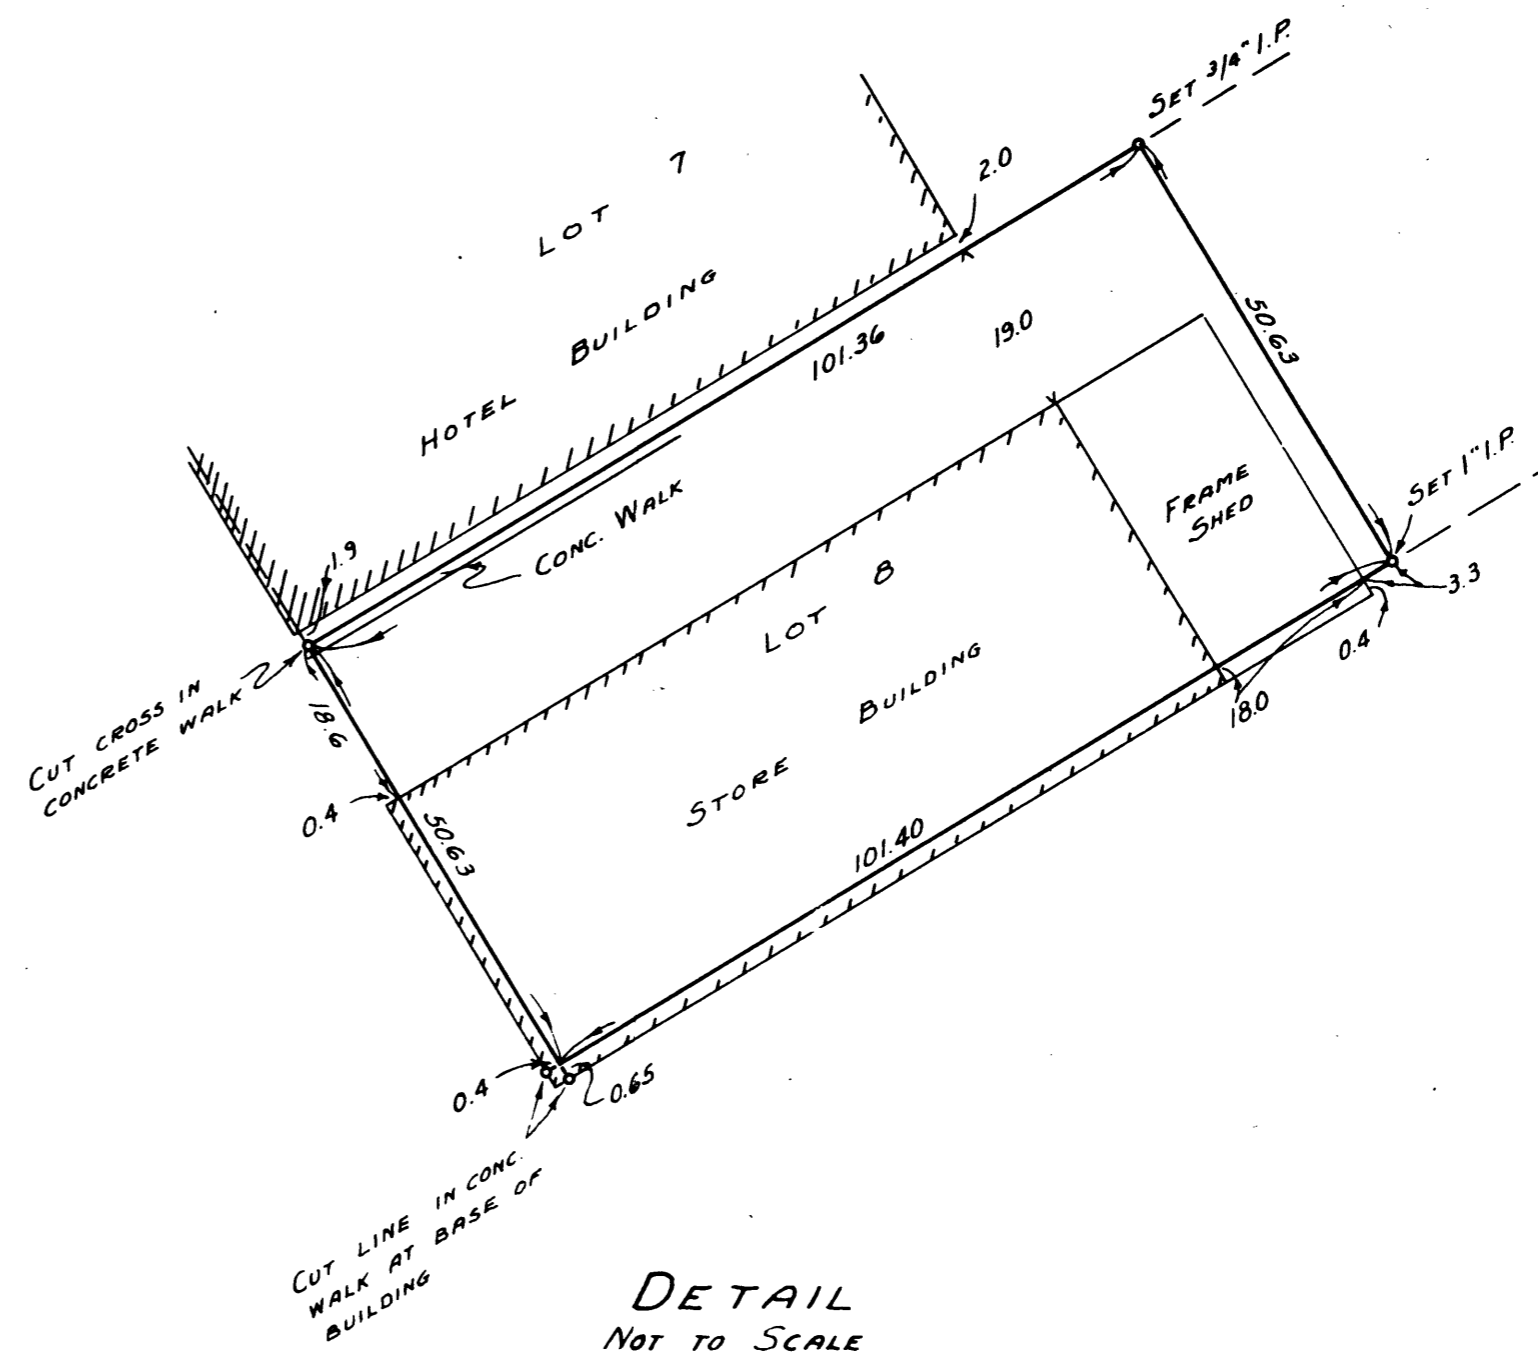 SET 3/4" I.P.
2.0
LOT 7
HOTEL BUILDING
101.36
19.0
50.63
SET 1" I.P.
CONC. WALK
1.9
FRAME
SHED
3.3
0.4
LOT 8
STORE BUILDING
18.0
CUT CROSS IN
CONCRETE WALK
18.6
0.4
50.63
101.40
0.4
0.65
CUT LINE IN CONC.
WALK AT BASE OF
BUILDING
DETAIL
NOT TO SCALE